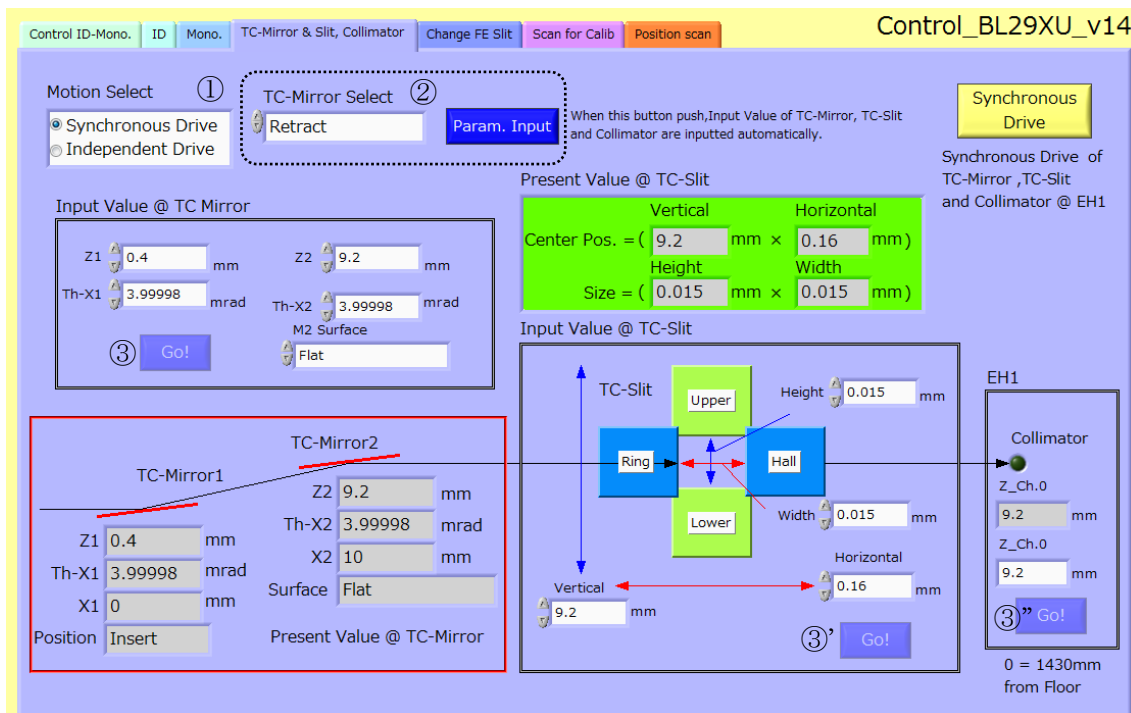 Control ID-Mono.
ID
Mono.
TC-Mirror & Slit, Collimator
Change FE Slit
Scan for Calib
Position scan
Control_BL29XU_v14
Motion Select
①
Synchronous Drive
Independent Drive
TC-Mirror Select
②
Retract
Param. Input
When this button push,Input Value of TC-Mirror, TC-Slit
and Collimator are inputted automatically.
Synchronous
Drive
Synchronous Drive of
TC-Mirror ,TC-Slit
and Collimator @ EH1
Input Value @ TC Mirror
Z1 0.4 mm
Z2 9.2 mm
Th-X1 3.99998 mrad
Th-X2 3.99998 mrad
M2 Surface
Flat
③ Go!
Present Value @ TC-Slit
Vertical Horizontal
Center Pos. = ( 9.2 mm × 0.16 mm )
Height Width
Size = ( 0.015 mm × 0.015 mm )
Input Value @ TC-Slit
TC-Slit
Upper
Height 0.015 mm
Ring
Hall
Lower
Width 0.015 mm
Vertical
9.2 mm
Horizontal
0.16 mm
③’ Go!
EH1
Collimator
Z_Ch.0
9.2 mm
Z_Ch.0
9.2 mm
③” Go!
0 = 1430mm
from Floor
TC-Mirror1
Z1 0.4 mm
Th-X1 3.99998 mrad
X1 0 mm
Position Insert
TC-Mirror2
Z2 9.2 mm
Th-X2 3.99998 mrad
X2 10 mm
Surface Flat
Present Value @ TC-Mirror